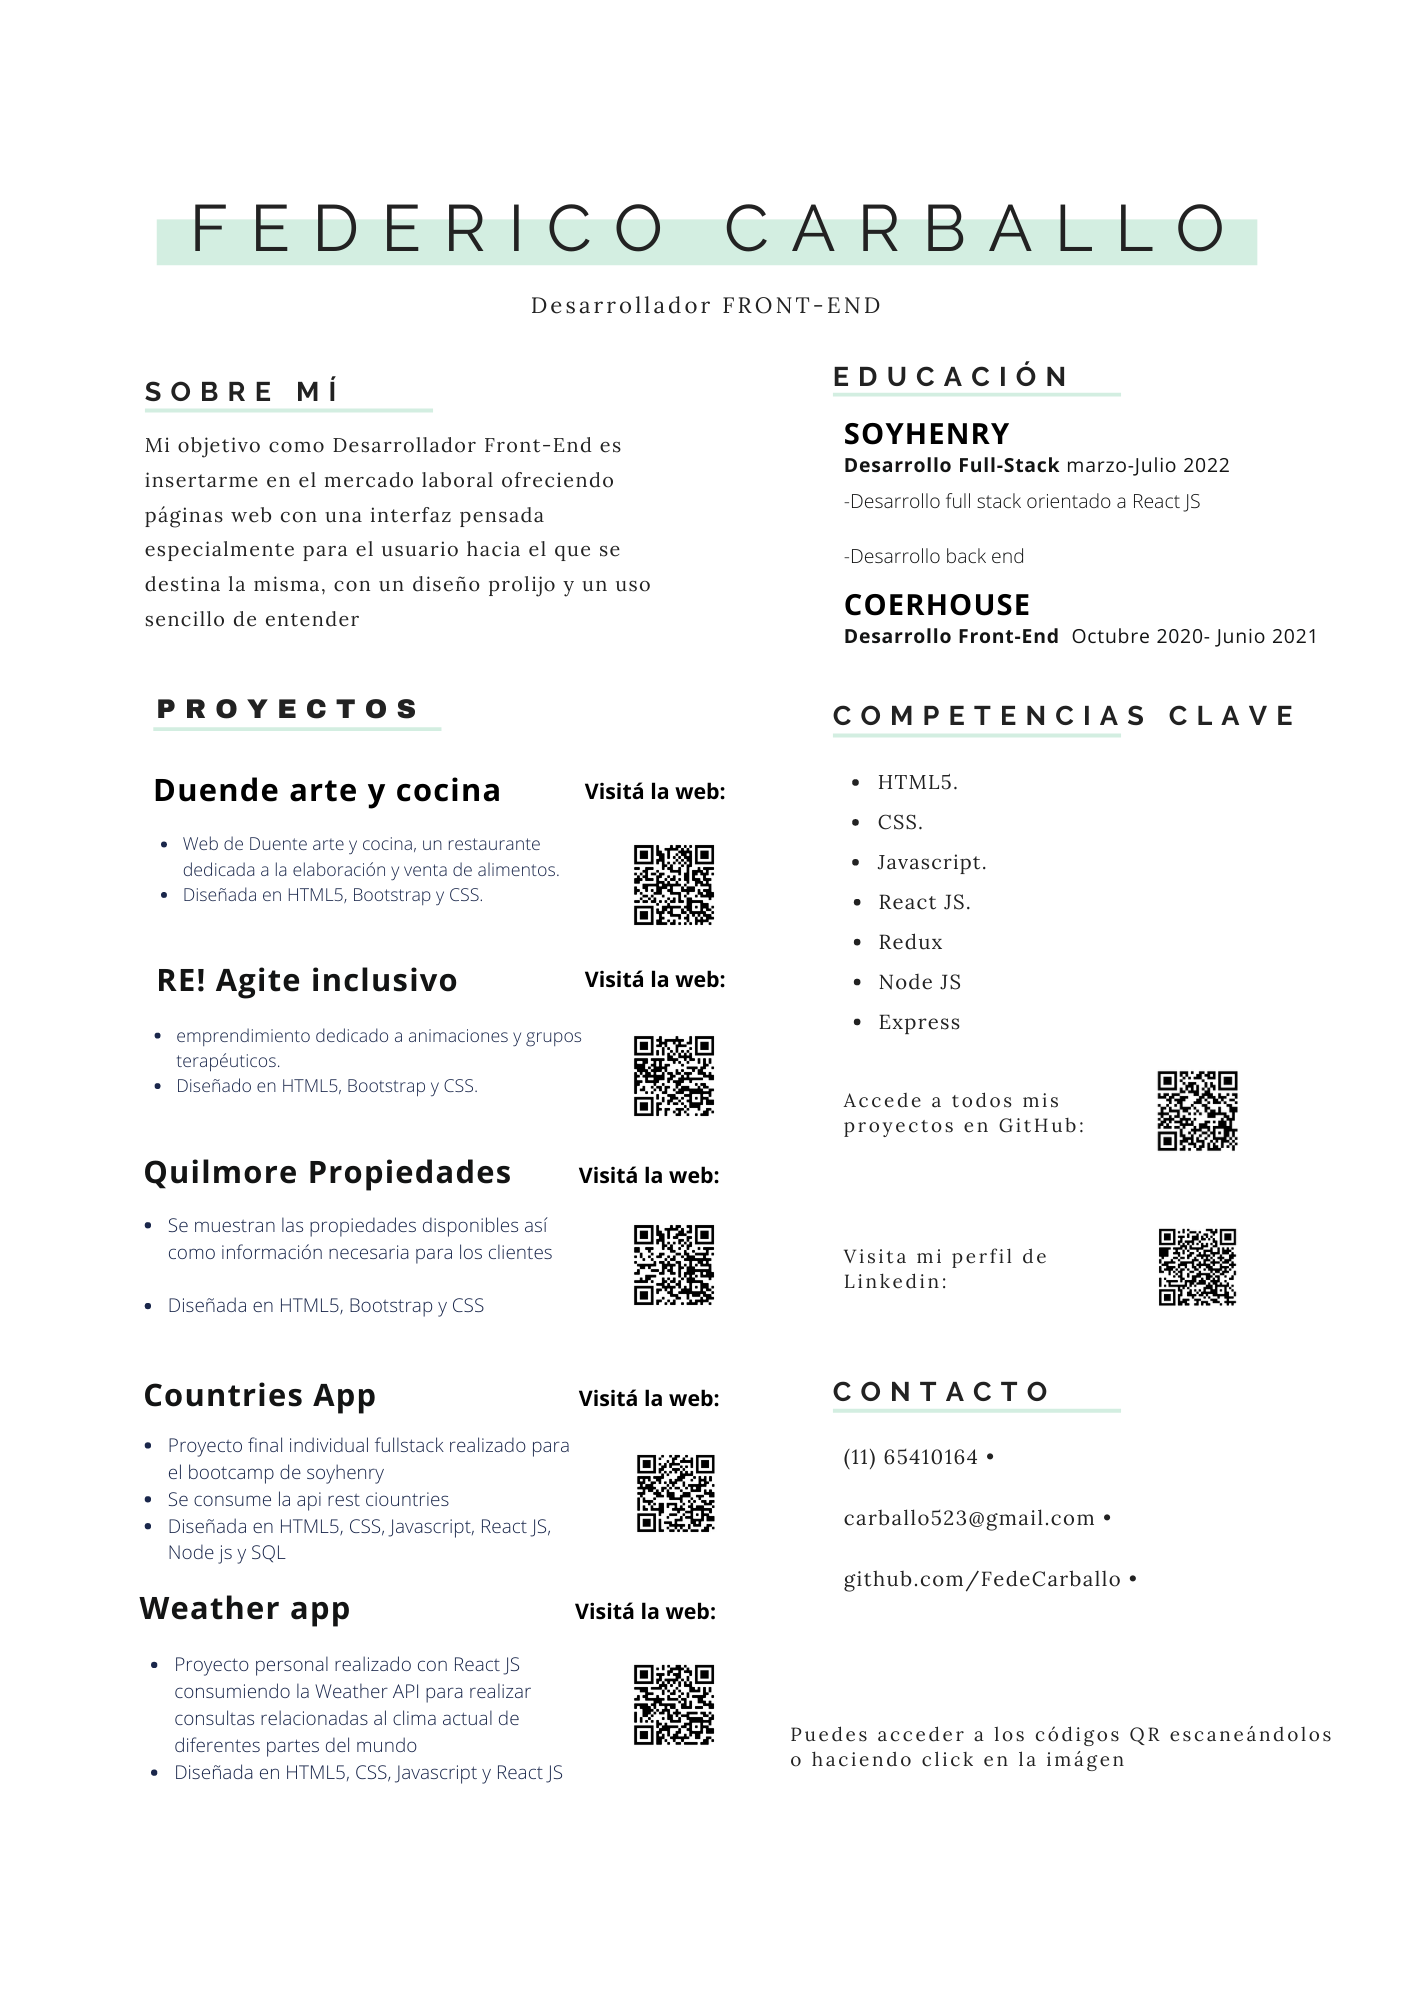 FEDERICO CARBALLO
Desarrollador FRONT-END
SOBRE MÍ
Mi objetivo como Desarrollador Front-End es
insertarme en el mercado laboral ofreciendo
páginas web con una interfaz pensada
especialmente para el usuario hacia el que se
destina la misma, con un diseño prolijo y un uso
sencillo de entender
PROYECTOS
Duende arte y cocina
Visitá la web:
• Web de Duente arte y cocina, un restaurante
dedicada a la elaboración y venta de alimentos.
• Diseñada en HTML5, Bootstrap y CSS.
RE! Agite inclusivo
Visitá la web:
• emprendimiento dedicado a animaciones y grupos
terapéuticos.
• Diseñado en HTML5, Bootstrap y CSS.
Quilmore Propiedades
Visitá la web:
• Se muestran las propiedades disponibles así
como información necesaria para los clientes
• Diseñada en HTML5, Bootstrap y CSS
Countries App
Visitá la web:
• Proyecto final individual fullstack realizado para
el bootcamp de soyhenry
• Se consume la api rest ciountries
• Diseñada en HTML5, CSS, Javascript, React JS,
Node js y SQL
Weather app
Visitá la web:
• Proyecto personal realizado con React JS
consumiendo la Weather API para realizar
consultas relacionadas al clima actual de
diferentes partes del mundo
• Diseñada en HTML5, CSS, Javascript y React JS
EDUCACIÓN
SOYHENRY
Desarrollo Full-Stack marzo-Julio 2022
-Desarrollo full stack orientado a React JS
-Desarrollo back end
COERHOUSE
Desarrollo Front-End Octubre 2020- Junio 2021
COMPETENCIAS CLAVE
• HTML5.
• CSS.
• Javascript.
• React JS.
• Redux
• Node JS
• Express
Accede a todos mis
proyectos en GitHub:
Visita mi perfil de
Linkedin:
CONTACTO
(11) 65410164 •
carballo523@gmail.com •
github.com/FedeCarballo •
Puedes acceder a los códigos QR escaneándolos
o haciendo click en la imágen